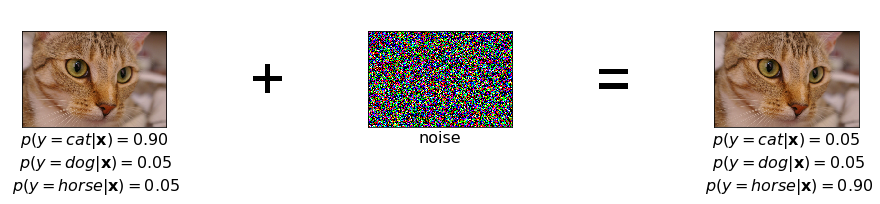 +
=
p(y = cat|x) = 0.90
p(y = dog|x) = 0.05
p(y = horse|x) = 0.05
noise
p(y = cat|x) = 0.05
p(y = dog|x) = 0.05
p(y = horse|x) = 0.90